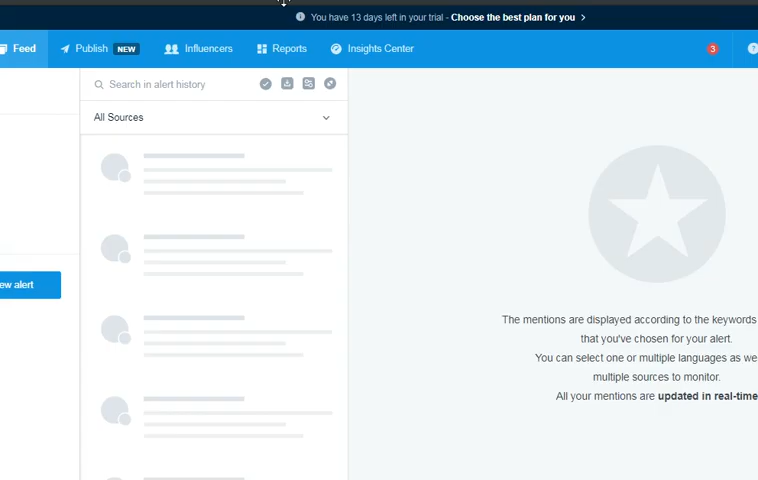 You have 13 days left in your trial - Choose the best plan for you
Feed Publish NEW Influencers Reports Insights Center 3 ?
Search in alert history
All Sources
ew alert
The mentions are displayed according to the keywords
that you've chosen for your alert.
You can select one or multiple languages as we
multiple sources to monitor.
All your mentions are updated in real-time